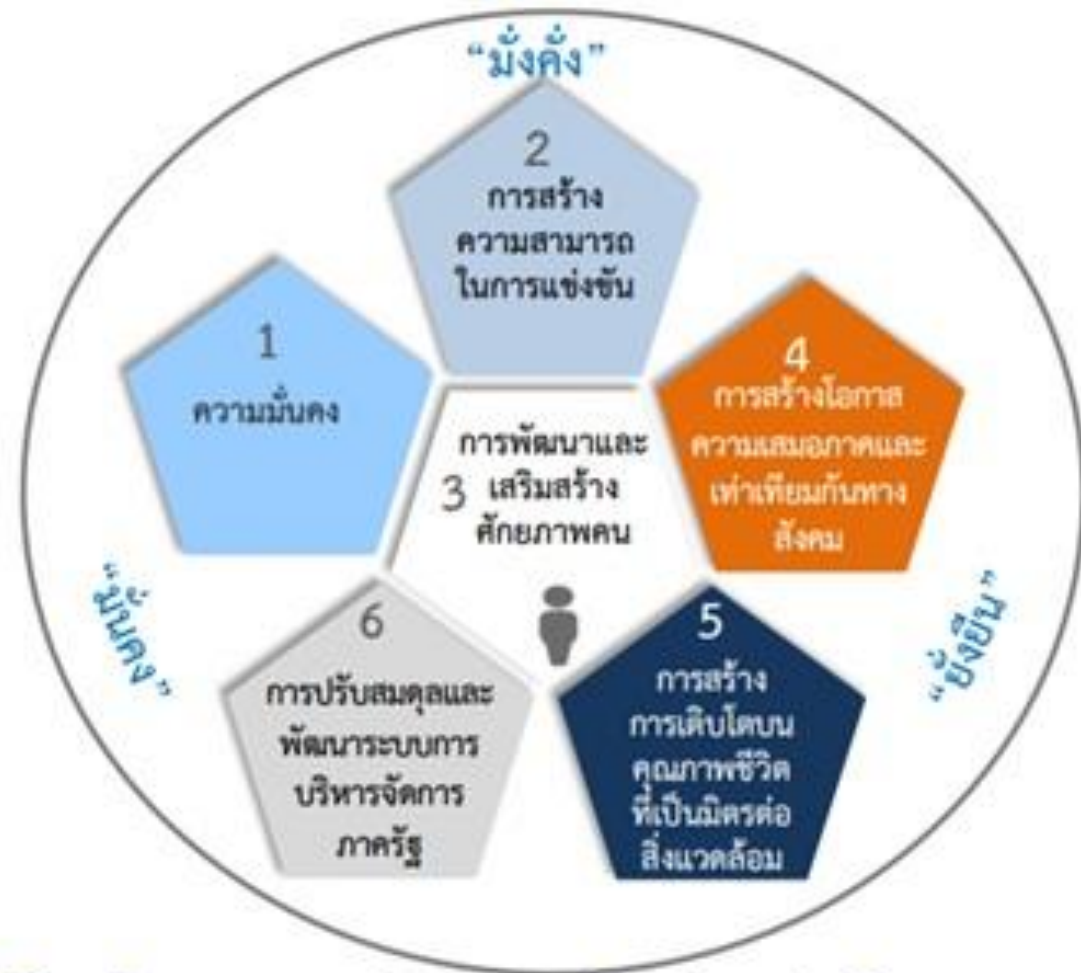 “มั่งคั่ง”
2
การสร้าง
ความสามารถ
ในการแข่งขัน
1
ความมั่นคง
4
การสร้างโอกาส
ความเสมอภาคและ
เท่าเทียมกันทาง
สังคม
การพัฒนาและ
3 เสริมสร้าง
ศักยภาพคน
“มั่นคง”
“ยั่งยืน”
6
การปรับสมดุลและ
พัฒนาระบบการ
บริหารจัดการ
ภาครัฐ
5
การสร้าง
การเติบโตบน
คุณภาพชีวิต
ที่เป็นมิตรต่อ
สิ่งแวดล้อม